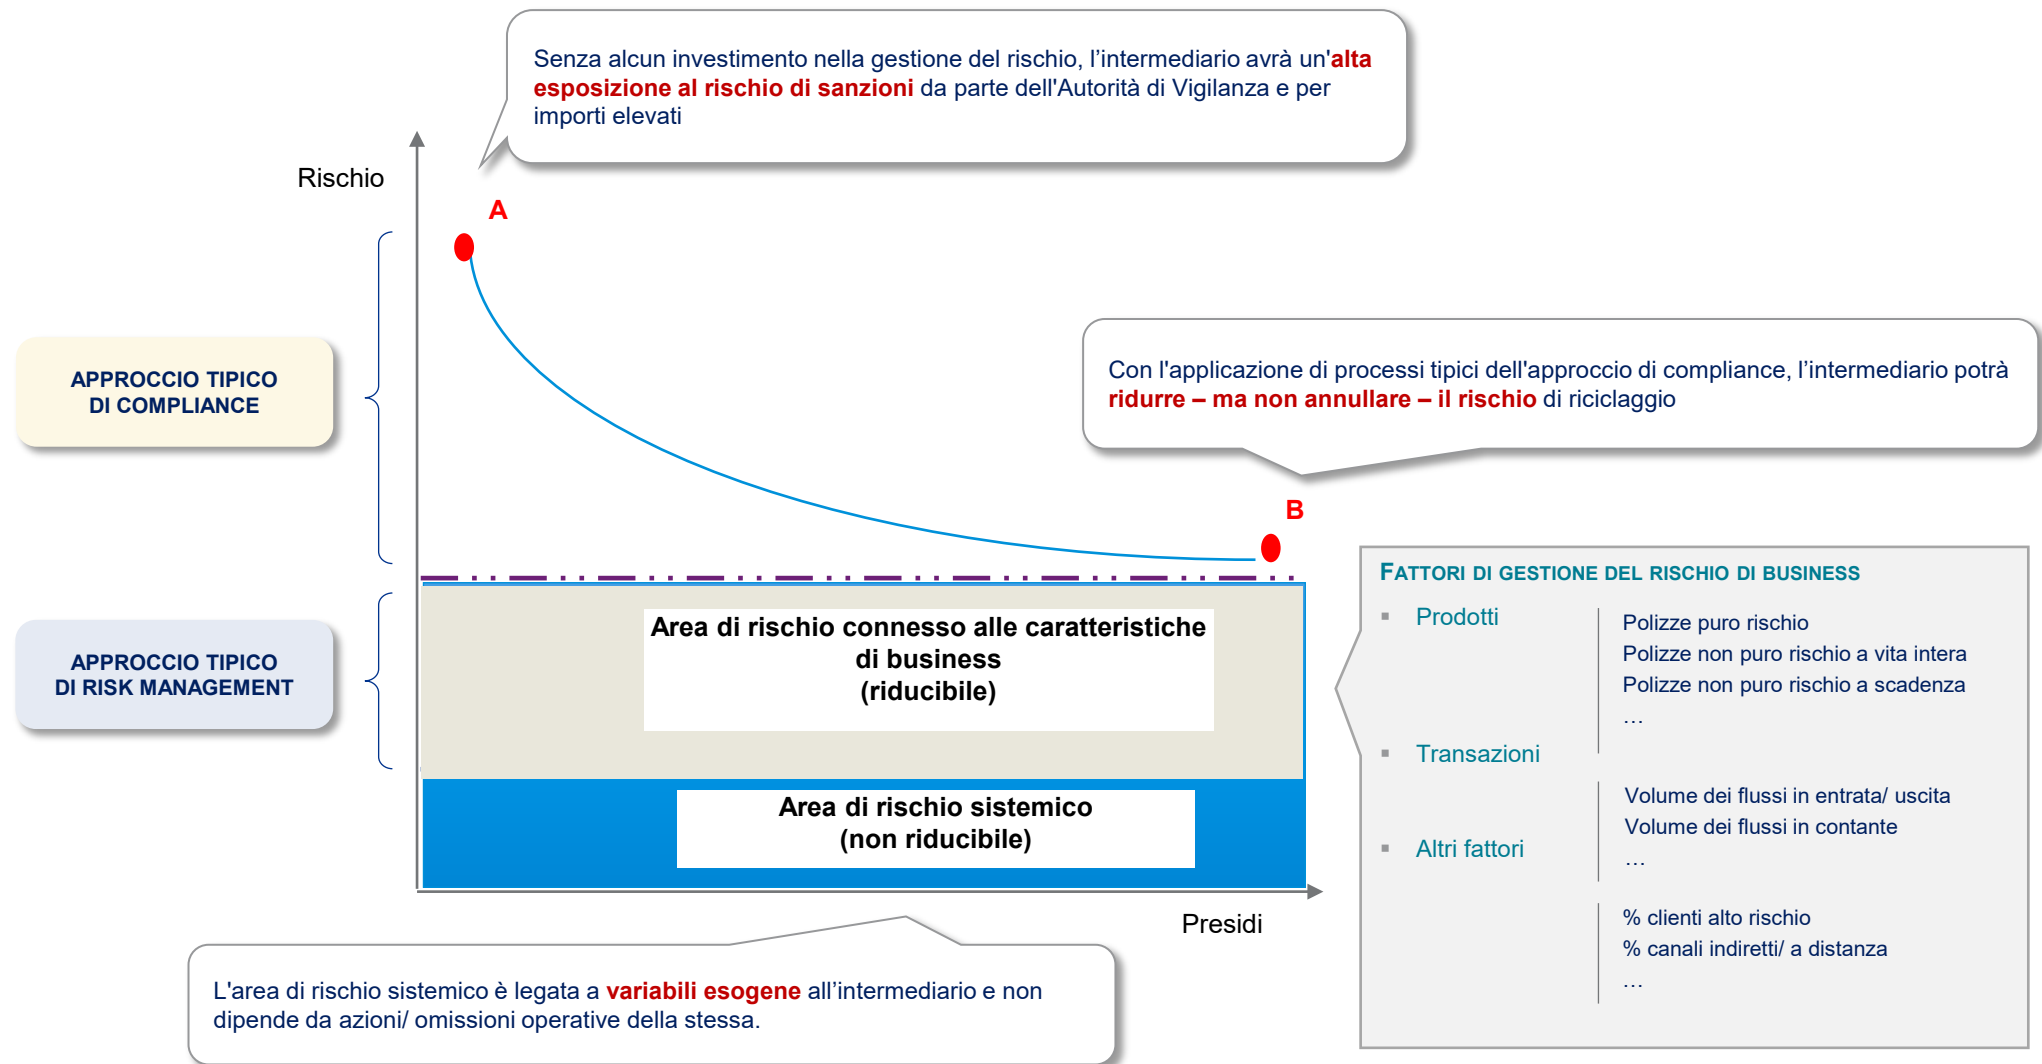 Senza alcun investimento nella gestione del rischio, l’intermediario avrà un'alta
esposizione al rischio di sanzioni da parte dell'Autorità di Vigilanza e per
importi elevati
Rischio
A
APPROCCIO TIPICO
DI COMPLIANCE
Con l'applicazione di processi tipici dell'approccio di compliance, l’intermediario potrà
ridurre – ma non annullare – il rischio di riciclaggio
B
APPROCCIO TIPICO
DI RISK MANAGEMENT
Area di rischio connesso alle caratteristiche
di business
(riducibile)
Area di rischio sistemico
(non riducibile)
Presidi
FATTORI DI GESTIONE DEL RISCHIO DI BUSINESS
▪ Prodotti
Polizze puro rischio
Polizze non puro rischio a vita intera
Polizze non puro rischio a scadenza
…
▪ Transazioni
Volume dei flussi in entrata/ uscita
Volume dei flussi in contante
…
▪ Altri fattori
% clienti alto rischio
% canali indiretti/ a distanza
…
L'area di rischio sistemico è legata a variabili esogene all’intermediario e non
dipende da azioni/ omissioni operative della stessa.